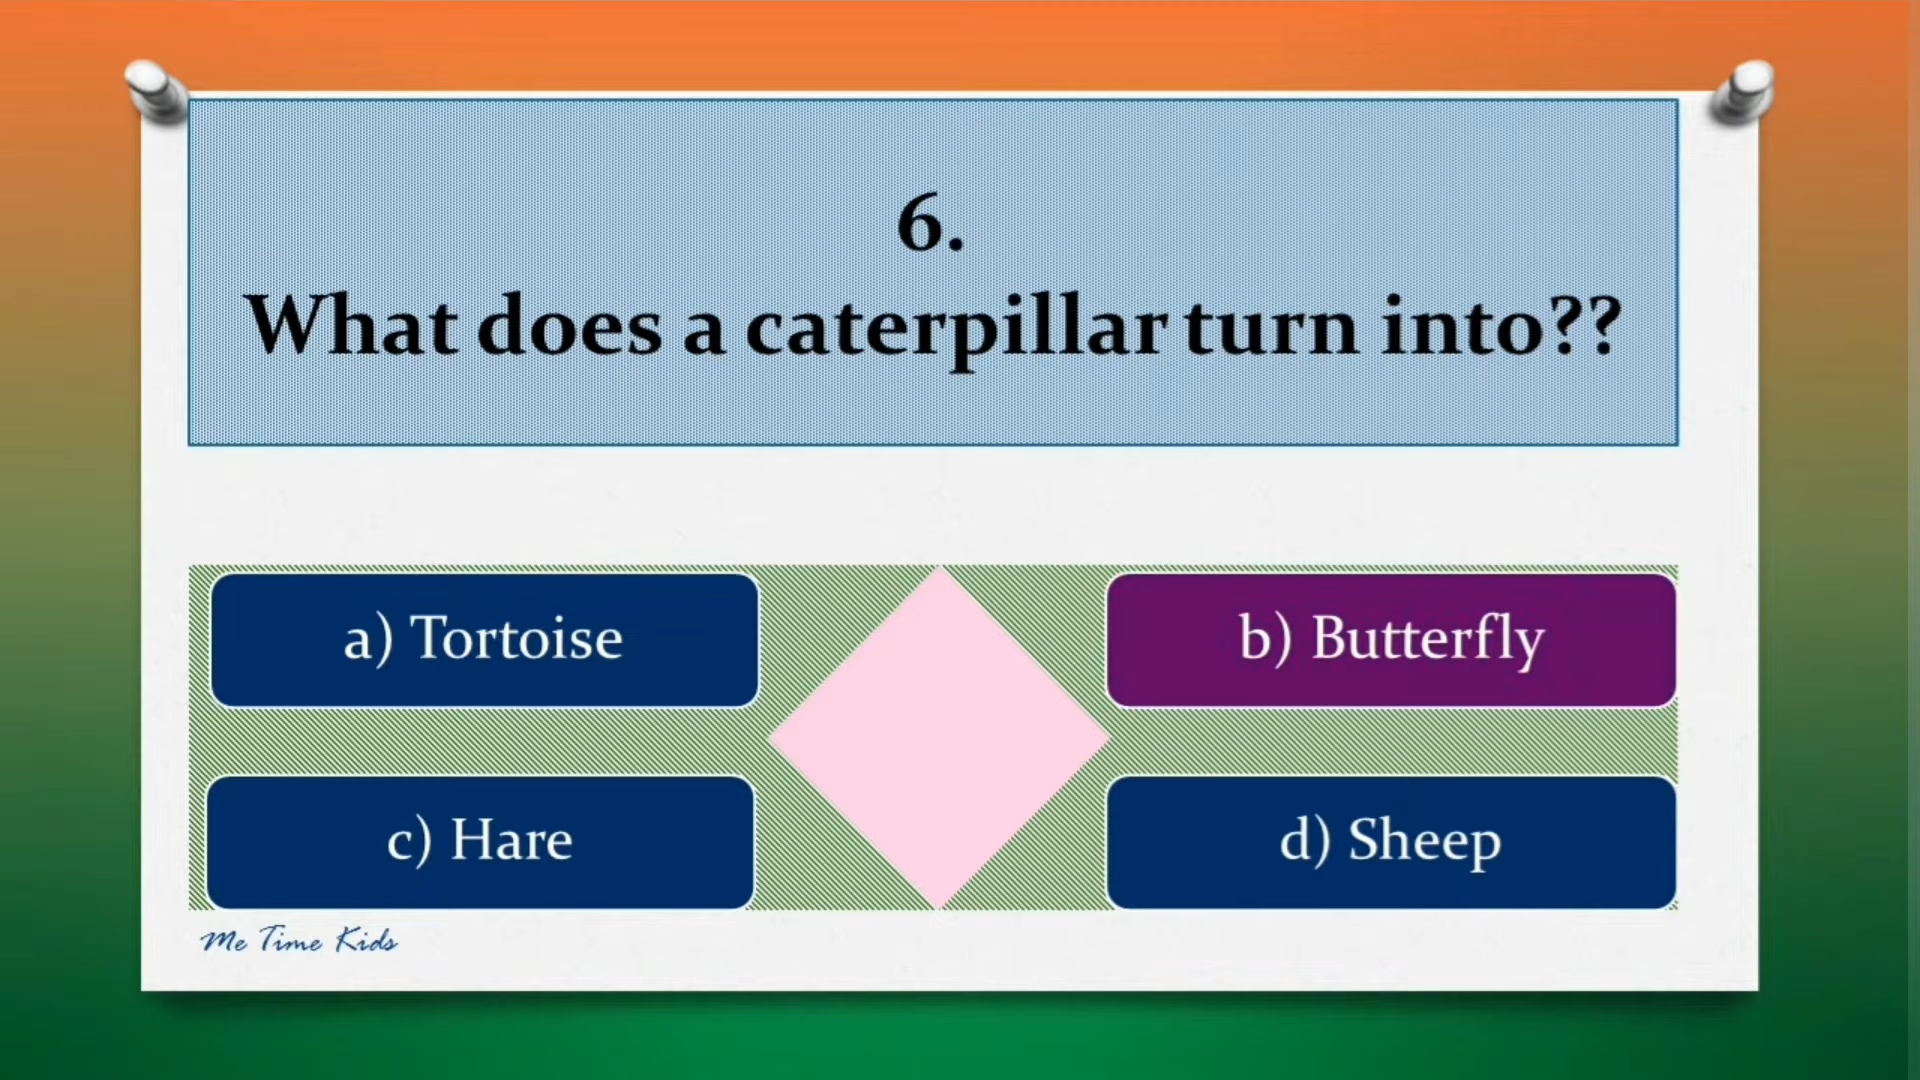 6.
What does a caterpillar turn into??
a) Tortoise
b) Butterfly
c) Hare
d) Sheep
Me Time Kids